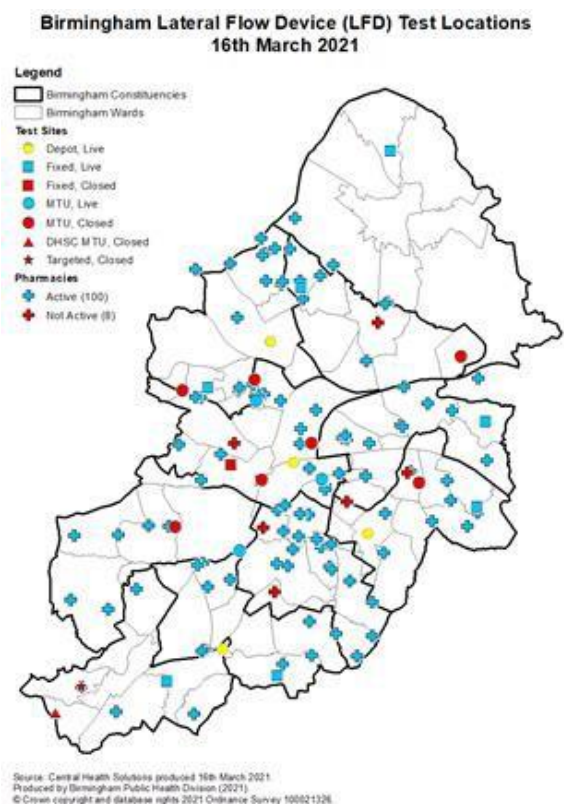 Birmingham Lateral Flow Device (LFD) Test Locations
16th March 2021
Legend
Birmingham Constituencies
Birmingham Wards
Test Sites
Depot, Live
Fixed, Live
Fixed, Closed
MTU, Live
MTU, Closed
DHSC MTU, Closed
Targeted, Closed
Pharmacies
Active (100)
Not Active (8)
Source: Central Health Solutions produced 16th March 2021.
Produced by Birmingham Public Health Division (2021).
© Crown copyright and database rights 2021 Ordnance Survey 100021326.